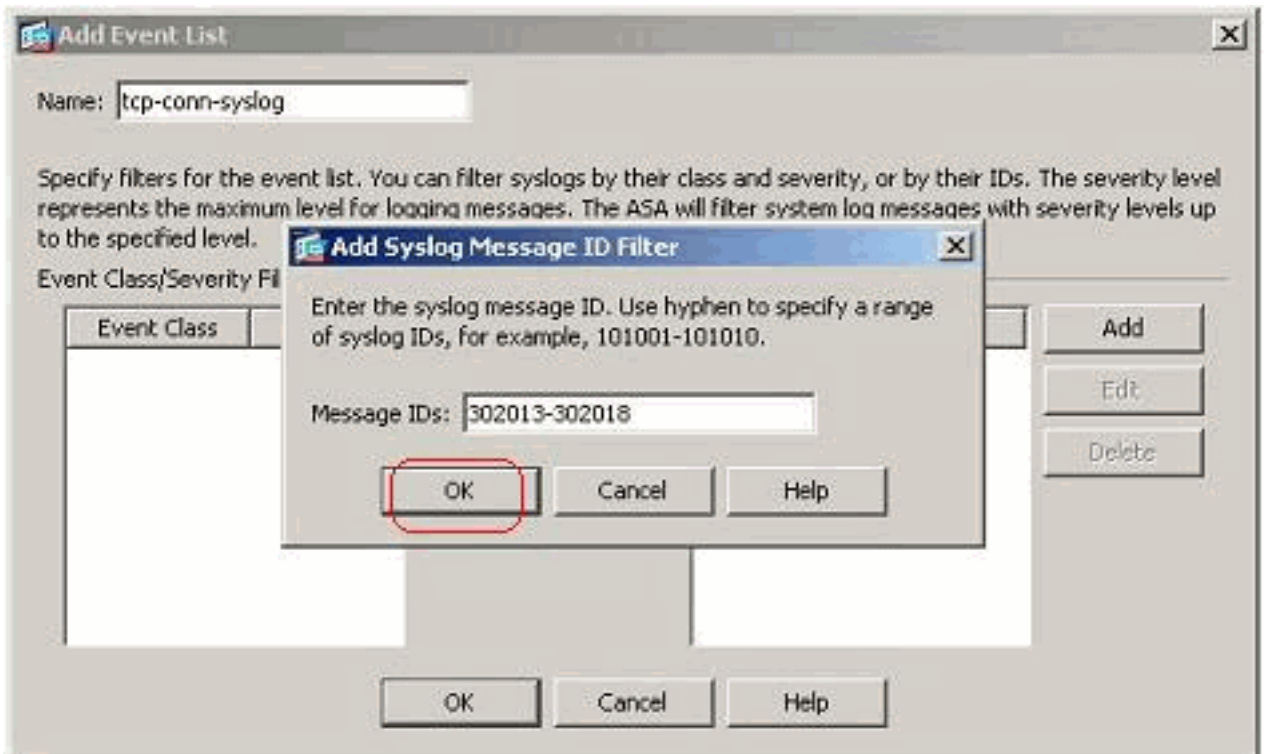 Add Event List
Name: tcp-conn-syslog
Specify filters for the event list. You can filter syslogs by their class and severity, or by their IDs. The severity level
represents the maximum level for logging messages. The ASA will filter system log messages with severity levels up
to the specified level.
Event Class/Severity Fil
Event Class
Add
Edit
Delete
Add Syslog Message ID Filter
Enter the syslog message ID. Use hyphen to specify a range
of syslog IDs, for example, 101001-101010.
Message IDs: 302013-302018
OK Cancel Help
OK Cancel Help